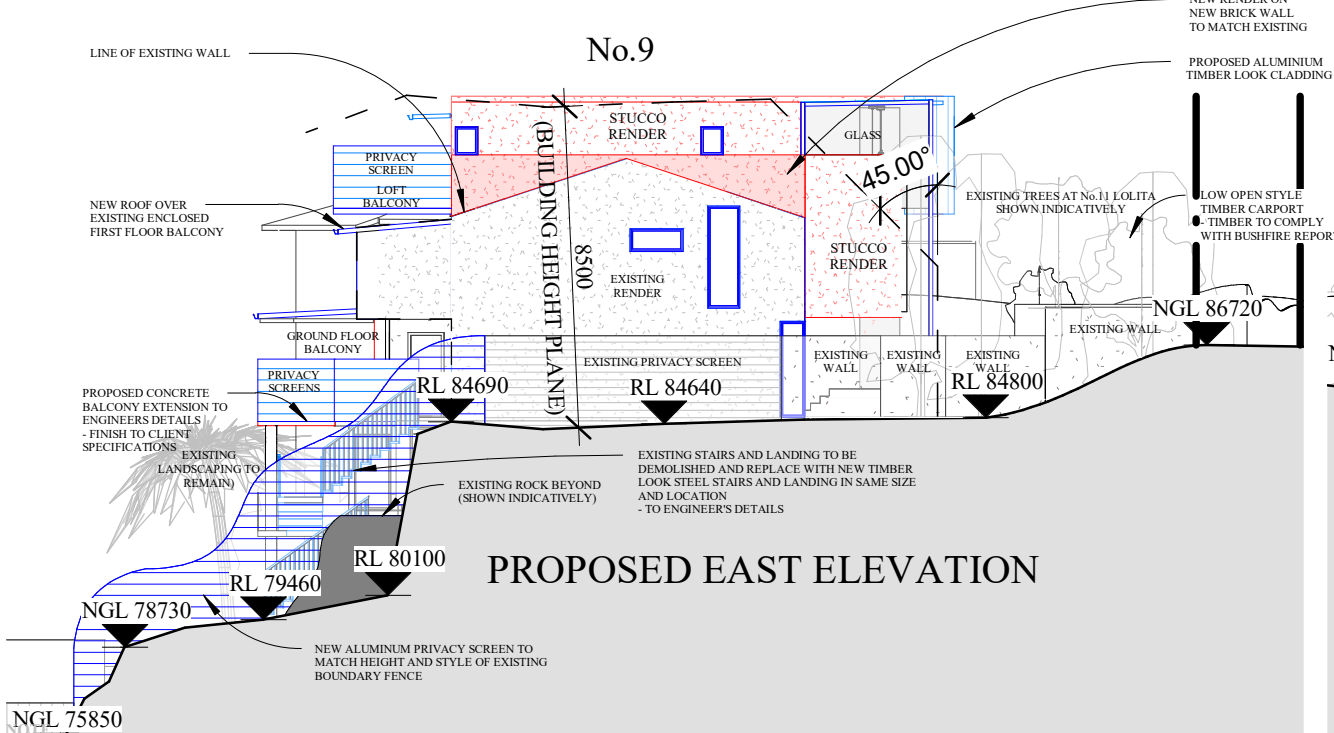 NEW RENDER ON
NEW BRICK WALL
TO MATCH EXISTING
No.9
LINE OF EXISTING WALL
PROPOSED ALUMINIUM
TIMBER LOOK CLADDING
STUCCO
RENDER
GLASS
(BUILDING HEIGHT PLANE)
8500
45.00°
PRIVACY
SCREEN
LOFT
BALCONY
NEW ROOF OVER
EXISTING ENCLOSED
FIRST FLOOR BALCONY
EXISTING TREES AT No.11 LOLITA
SHOWN INDICATIVELY
LOW OPEN STYLE
TIMBER CARPORT
- TIMBER TO COMPLY
WITH BUSHFIRE REPORT
STUCCO
RENDER
EXISTING
RENDER
NGL 86720
GROUND FLOOR
BALCONY
EXISTING WALL
EXISTING PRIVACY SCREEN
EXISTING
WALL
EXISTING
WALL
EXISTING
WALL
PRIVACY
SCREENS
RL 84690
RL 84640
RL 84800
PROPOSED CONCRETE
BALCONY EXTENSION TO
ENGINEERS DETAILS
- FINISH TO CLIENT
SPECIFICATIONS
EXISTING
LANDSCAPING TO
REMAIN)
EXISTING STAIRS AND LANDING TO BE
DEMOLISHED AND REPLACE WITH NEW TIMBER
LOOK STEEL STAIRS AND LANDING IN SAME SIZE
AND LOCATION
- TO ENGINEER'S DETAILS
EXISTING ROCK BEYOND
(SHOWN INDICATIVELY)
RL 80100
PROPOSED EAST ELEVATION
RL 79460
NGL 78730
NEW ALUMINUM PRIVACY SCREEN TO
MATCH HEIGHT AND STYLE OF EXISTING
BOUNDARY FENCE
NGL 75850